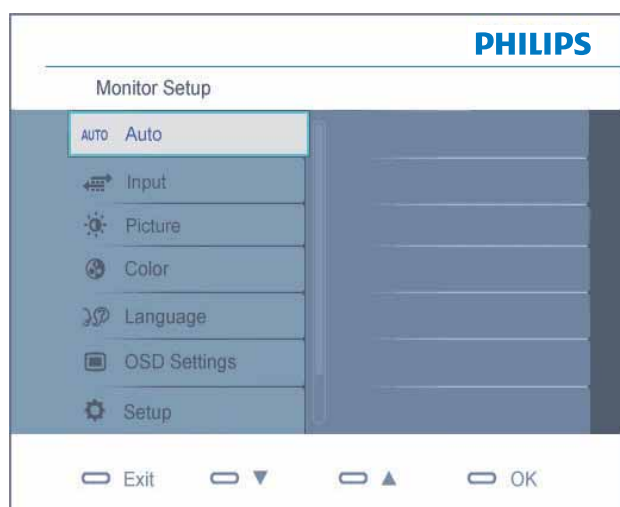 PHILIPS
Monitor Setup
AUTO Auto
Input
Picture
Color
Language
OSD Settings
Setup
Exit ▼ ▲ OK